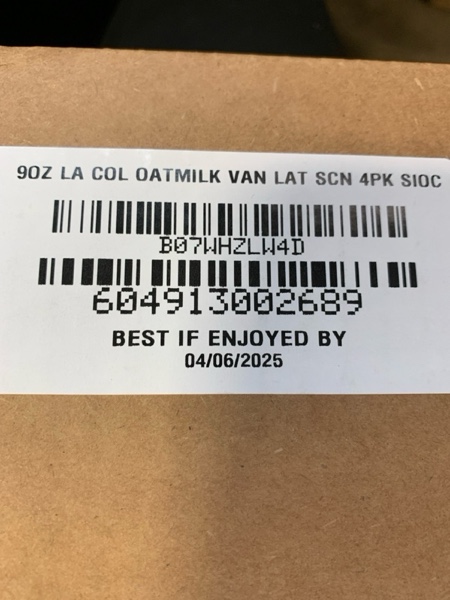 9OZ LA COL OATMILK VAN LAT SCN 4PK SIOC
B07WHZLW4D
604913002689
BEST IF ENJOYED BY
04/06/2025